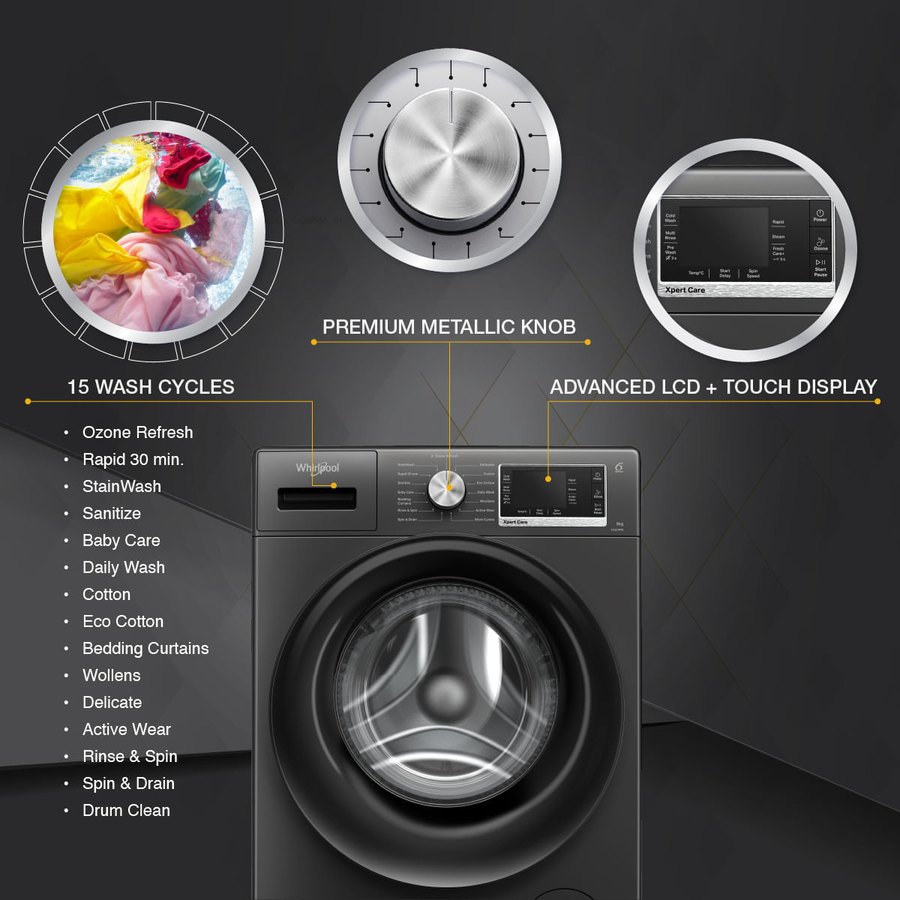 PREMIUM METALLIC KNOB
15 WASH CYCLES
ADVANCED LCD + TOUCH DISPLAY
Cold
Wash
Multi
Rinse
Pre
Wash
Rapid
Steam
Fresh
Care+
Power
Ozone
Start
Pause
Temp°C
Start
Delay
Spin
Speed
Xpert Care
• Ozone Refresh
• Rapid 30 min.
• StainWash
• Sanitize
• Baby Care
• Daily Wash
• Cotton
• Eco Cotton
• Bedding Curtains
• Wollens
• Delicate
• Active Wear
• Rinse & Spin
• Spin & Drain
• Drum Clean
Whirlpool
Xpert Care